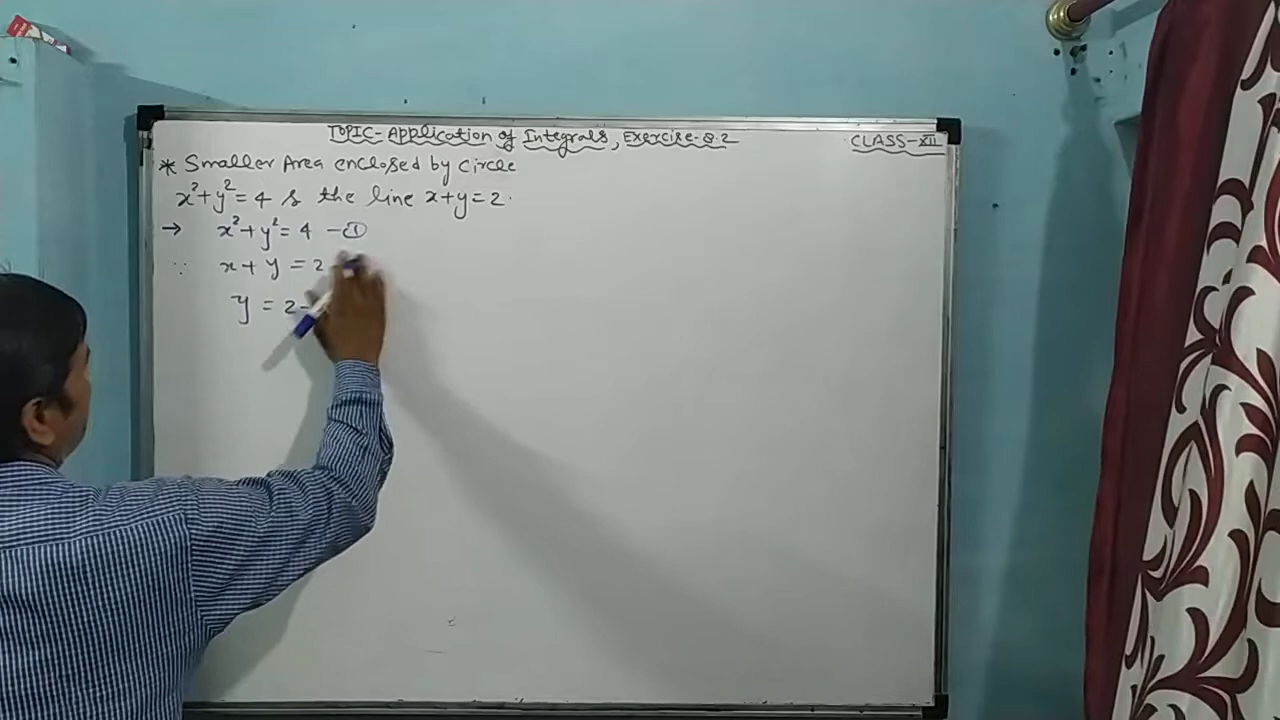 TOPIC- Application of Integrals, Exercise-8.2
CLASS-XII
* Smaller Area enclosed by Circle
x²+y²=4 & the line x+y=2.
→ x²+y²=4 -①
∵ x+y=2
y=2-